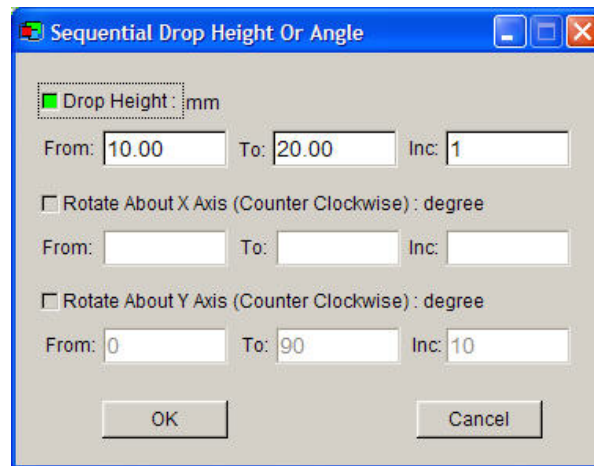 Sequential Drop Height Or Angle
Drop Height : mm
From: 10.00 To: 20.00 Inc: 1
Rotate About X Axis (Counter Clockwise) : degree
From: To: Inc:
Rotate About Y Axis (Counter Clockwise) : degree
From: 0 To: 90 Inc: 10
OK Cancel